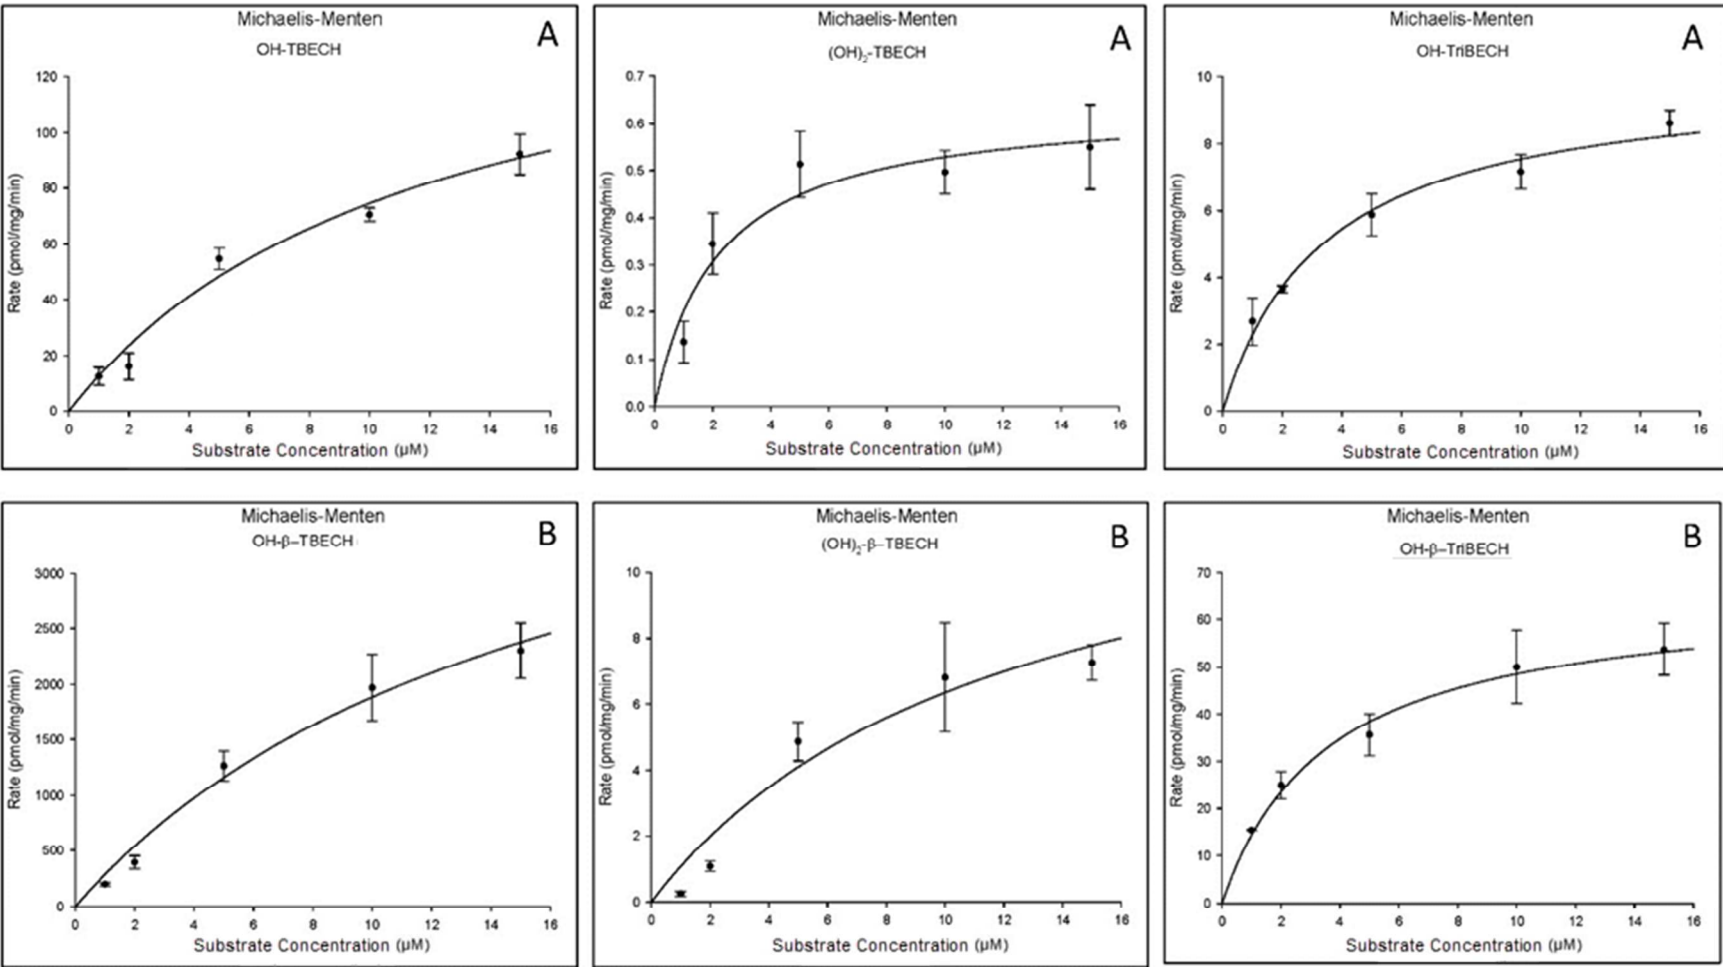 Michaelis-Menten
OH-TBECH
A
120
100
80
60
40
20
0
Rate (pmol/mg/min)
0 2 4 6 8 10 12 14 16
Substrate Concentration (µM)
Michaelis-Menten
(OH)₂-TBECH
A
0.7
0.6
0.5
0.4
0.3
0.2
0.1
0.0
Rate (pmol/mg/min)
0 2 4 6 8 10 12 14 16
Substrate Concentration (µM)
Michaelis-Menten
OH-TriBECH
A
10
8
6
4
2
0
Rate (pmol/mg/min)
0 2 4 6 8 10 12 14 16
Substrate Concentration (µM)
Michaelis-Menten
OH-β–TBECH
B
3000
2500
2000
1500
1000
500
0
Rate (pmol/mg/min)
0 2 4 6 8 10 12 14 16
Substrate Concentration (µM)
Michaelis-Menten
(OH)₂-β–TBECH
B
10
8
6
4
2
0
Rate (pmol/mg/min)
0 2 4 6 8 10 12 14 16
Substrate Concentration (µM)
Michaelis-Menten
OH-β–TriBECH
B
70
60
50
40
30
20
10
0
Rate (pmol/mg/min)
0 2 4 6 8 10 12 14 16
Substrate Concentration (µM)